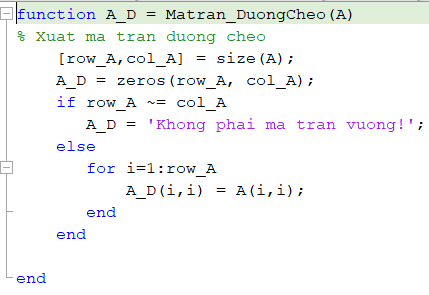 function A_D = Matran_DuongCheo(A)
% Xuat ma tran duong cheo
[row_A,col_A] = size(A);
A_D = zeros(row_A, col_A);
if row_A ~= col_A
A_D = 'Khong phai ma tran vuong!';
else
for i=1:row_A
A_D(i,i) = A(i,i);
end
end
end